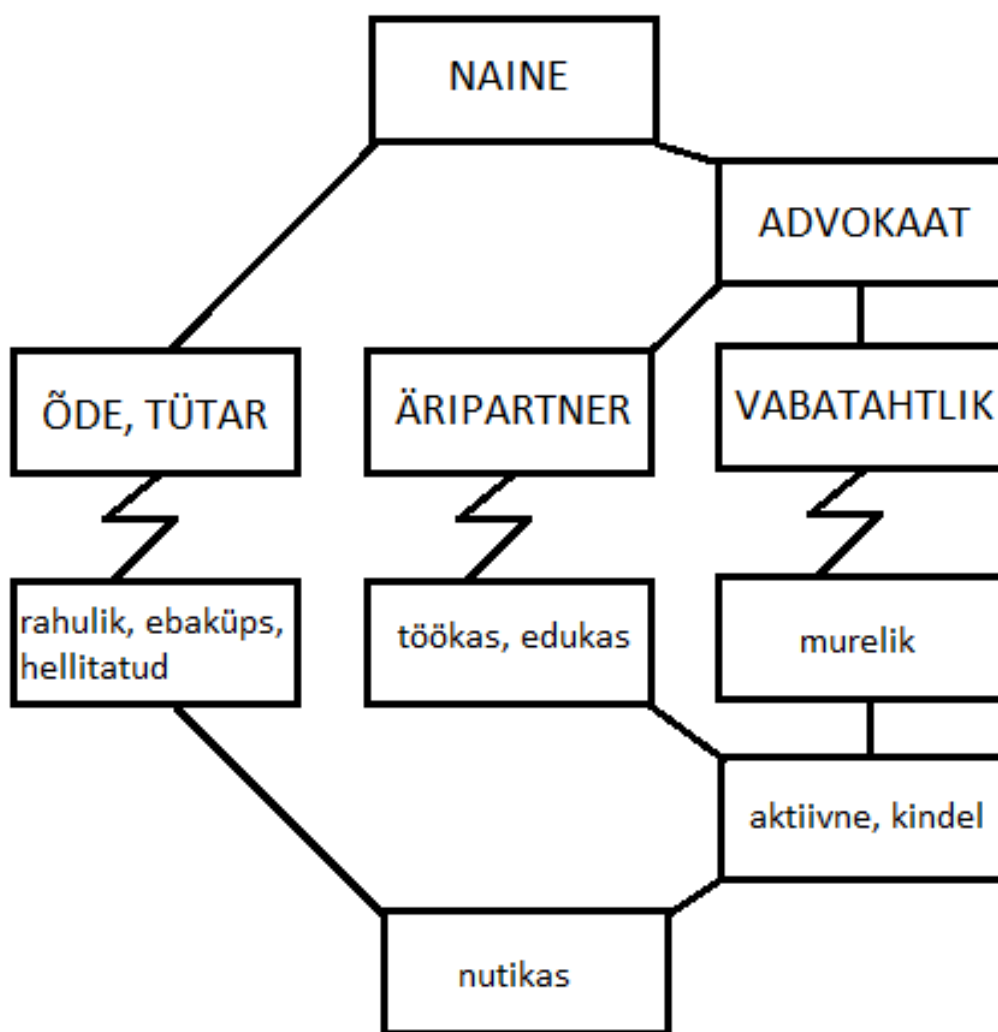 NAINE
ADVOKAAT
ÕDE, TÜTAR
ÄRIPARTNER
VABATAHTLIK
rahulik, ebaküps,
hellitatud
töökas, edukas
murelik
aktiivne, kindel
nutikas